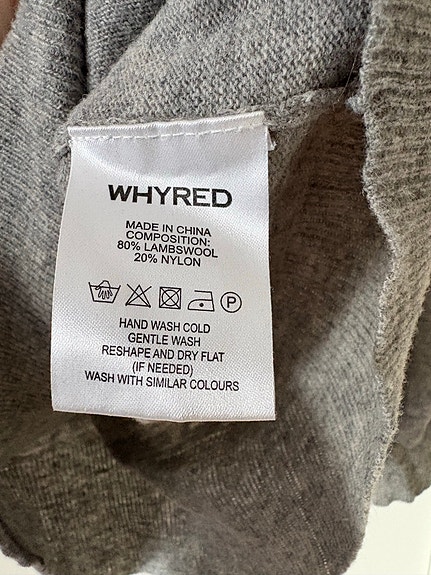 WHYRED
MADE IN CHINA
COMPOSITION:
80% LAMBSWOOL
20% NYLON
P
HAND WASH COLD
GENTLE WASH
RESHAPE AND DRY FLAT
(IF NEEDED)
WASH WITH SIMILAR COLOURS